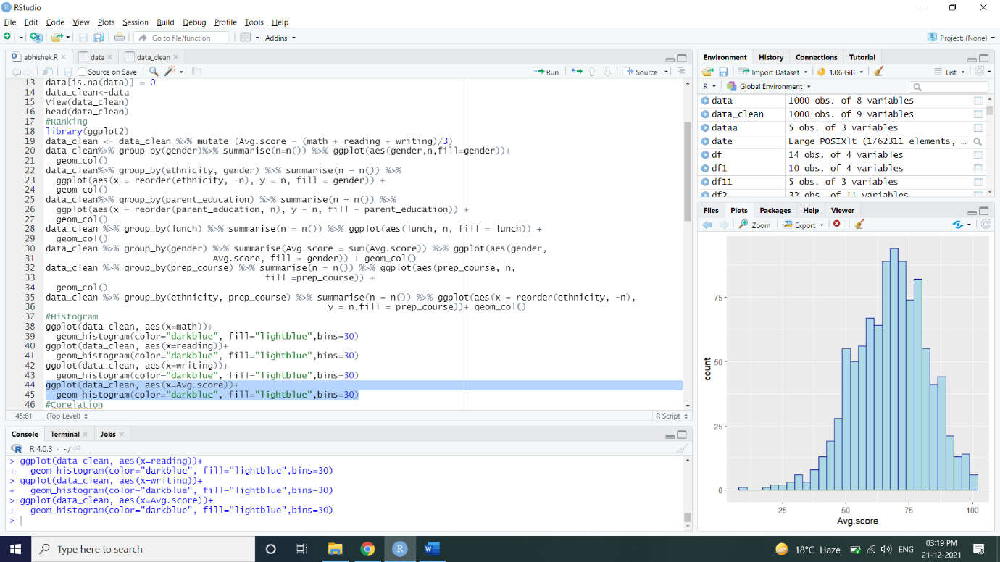 RStudio
File Edit Code View Plots Session Build Debug Profile Tools Help
Go to file/function Addins Project: (None)
abhishek.R data data_clean
Source on Save Run Source
13 data[is.na(data)] = 0
14 data_clean<-data
15 View(data_clean)
16 head(data_clean)
17 #Ranking
18 library(ggplot2)
19 data_clean <- data_clean %>% mutate (Avg.score = (math + reading + writing)/3)
20 data_clean%>% group_by(gender)%>% summarise(n=n()) %>% ggplot(aes(gender,n,fill=gender))+
21 geom_col()
22 data_clean%>% group_by(ethnicity, gender) %>% summarise(n = n()) %>%
23 ggplot(aes(x = reorder(ethnicity, -n), y = n, fill = gender)) +
24 geom_col()
25 data_clean%>% group_by(parent_education) %>% summarise(n = n()) %>%
26 ggplot(aes(x = reorder(parent_education, n), y = n, fill = parent_education)) +
27 geom_col()
28 data_clean %>% group_by(lunch) %>% summarise(n = n()) %>% ggplot(aes(lunch, n, fill = lunch)) +
29 geom_col()
30 data_clean %>% group_by(gender) %>% summarise(Avg.score = sum(Avg.score)) %>% ggplot(aes(gender,
31 Avg.score, fill = gender)) + geom_col()
32 data_clean %>% group_by(prep_course) %>% summarise(n = n()) %>% ggplot(aes(prep_course, n,
33 fill =prep_course)) +
34 geom_col()
35 data_clean %>% group_by(ethnicity, prep_course) %>% summarise(n = n()) %>% ggplot(aes(x = reorder(ethnicity, -n),
36 y = n,fill = prep_course))+ geom_col()
37 #Histogram
38 ggplot(data_clean, aes(x=math))+
39 geom_histogram(color="darkblue", fill="lightblue",bins=30)
40 ggplot(data_clean, aes(x=reading))+
41 geom_histogram(color="darkblue", fill="lightblue",bins=30)
42 ggplot(data_clean, aes(x=writing))+
43 geom_histogram(color="darkblue", fill="lightblue",bins=30)
44 ggplot(data_clean, aes(x=Avg.score))+
45 geom_histogram(color="darkblue", fill="lightblue",bins=30)
46 #Corelation
45:61 (Top Level) R Script
Console Terminal Jobs
R 4.0.3 · ~/
> ggplot(data_clean, aes(x=reading))+
+ geom_histogram(color="darkblue", fill="lightblue",bins=30)
> ggplot(data_clean, aes(x=writing))+
+ geom_histogram(color="darkblue", fill="lightblue",bins=30)
> ggplot(data_clean, aes(x=Avg.score))+
+ geom_histogram(color="darkblue", fill="lightblue",bins=30)
>
Environment History Connections Tutorial
Import Dataset 1.06 GiB List
R Global Environment
data 1000 obs. of 8 variables
data_clean 1000 obs. of 9 variables
dataa 5 obs. of 3 variables
date Large POSIXlt (1762311 elements, ...
df 14 obs. of 4 variables
df1 10 obs. of 4 variables
df11 5 obs. of 3 variables
df2 32 obs. of 11 variables
Files Plots Packages Help Viewer
Zoom Export
75
50
25
0
count
25 50 75 100
Avg.score
Type here to search
18°C Haze ENG 03:19 PM
21-12-2021